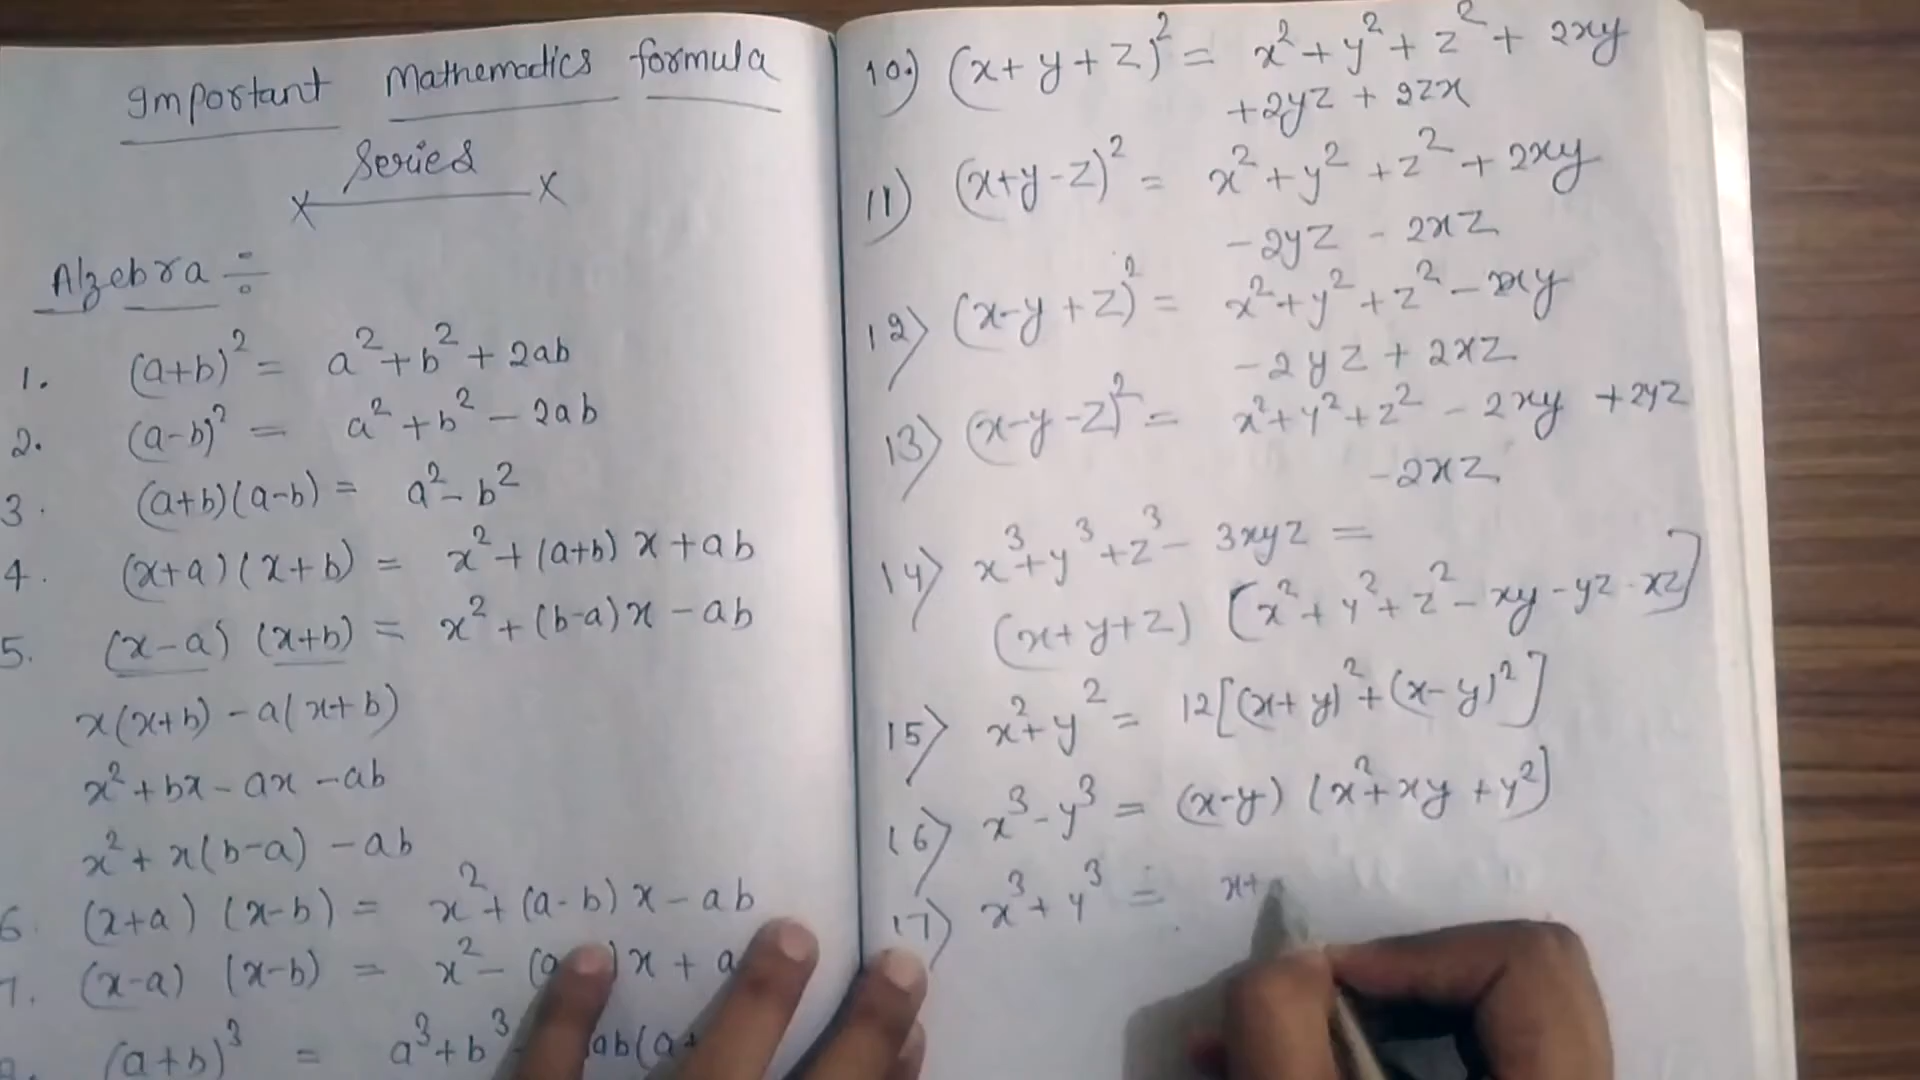 Important Mathematics formula
Series
Alzebra ÷
1. (a+b)² = a²+b² + 2ab
2. (a-b)² = a²+b² - 2ab
3. (a+b)(a-b) = a²-b²
4. (x+a)(x+b) = x²+(a+b)x+ab
5. (x-a)(x+b) = x²+(b-a)x-ab
x(x+b)-a(x+b)
x²+bx-ax-ab
x²+x(b-a)-ab
6. (x+a)(x-b) = x²+(a-b)x-ab
7. (x-a)(x-b) = x²-(a )x + a
(a+b)³ = a³+b³ ab(a+
10.) (x+y+z)² = x²+y²+z²+ 2xy
+2yz + 2zx
11) (x+y-z)² = x²+y²+z²+2xy
-2yz - 2xz
12) (x-y+z)² = x²+y²+z²-2xy
-2yz+2xz
13) (x-y-z)² = x²+y²+z² - 2xy +2yz
-2xz
14) x³+y³+z³- 3xyz =
(x+y+z) [x²+y²+z²-xy-yz-xz]
15) x²+y² = 12[(x+y)²+(x-y)²]
16) x³-y³ = (x-y) (x²+xy+y²]
17) x³+y³ = x+